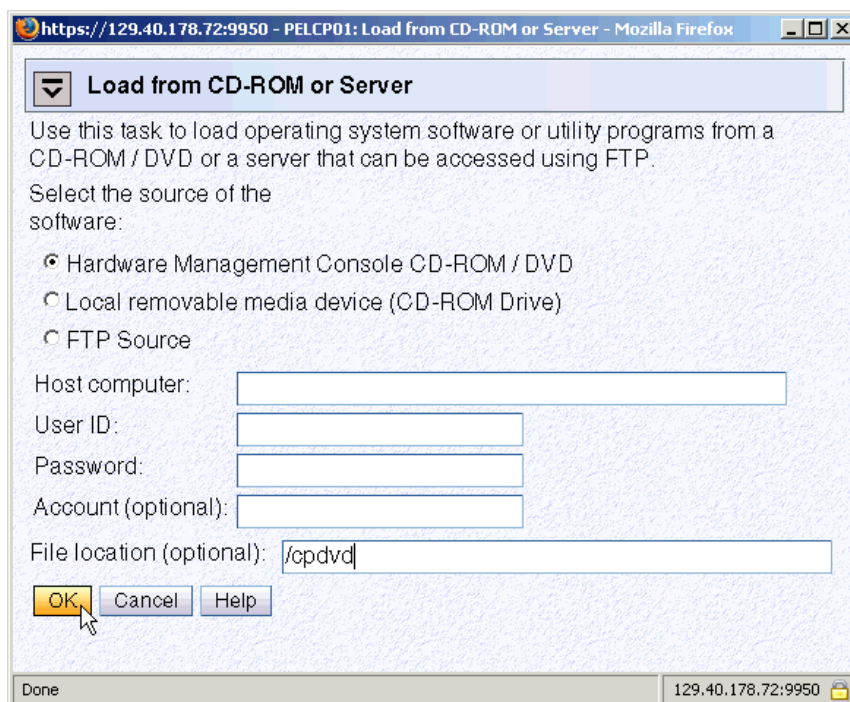 https://129.40.178.72:9950 - PELCP01: Load from CD-ROM or Server - Mozilla Firefox
Load from CD-ROM or Server
Use this task to load operating system software or utility programs from a
CD-ROM / DVD or a server that can be accessed using FTP.
Select the source of the
software:
Hardware Management Console CD-ROM / DVD
Local removable media device (CD-ROM Drive)
FTP Source
Host computer:
User ID:
Password:
Account (optional):
File location (optional): /cpdvd
OK Cancel Help
Done 129.40.178.72:9950